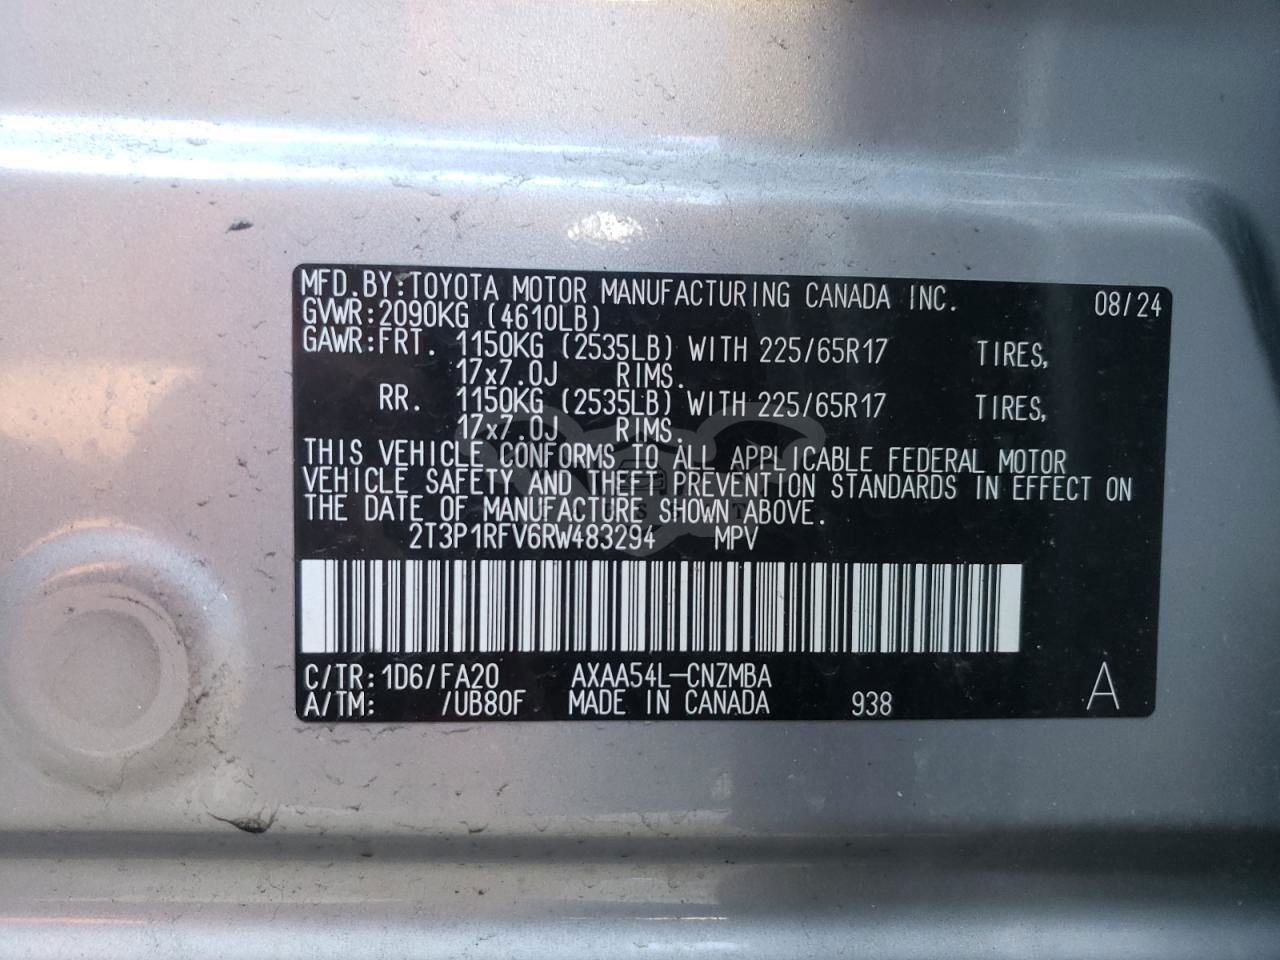 MFD.BY:TOYOTA MOTOR MANUFACTURING CANADA INC. 08/24
GVWR:2090KG (4610LB)
GAWR:FRT. 1150KG (2535LB) WITH 225/65R17 TIRES,
17x7.0J RIMS.
RR. 1150KG (2535LB) WITH 225/65R17 TIRES,
17x7.0J RIMS.
THIS VEHICLE CONFORMS TO ALL APPLICABLE FEDERAL MOTOR
VEHICLE SAFETY AND THEFT PREVENTION STANDARDS IN EFFECT ON
THE DATE OF MANUFACTURE SHOWN ABOVE.
2T3P1RFV6RW483294 MPV
C/TR:1D6/FA20 AXAA54L-CNZMBA
A/TM: /UB80F MADE IN CANADA 938 A